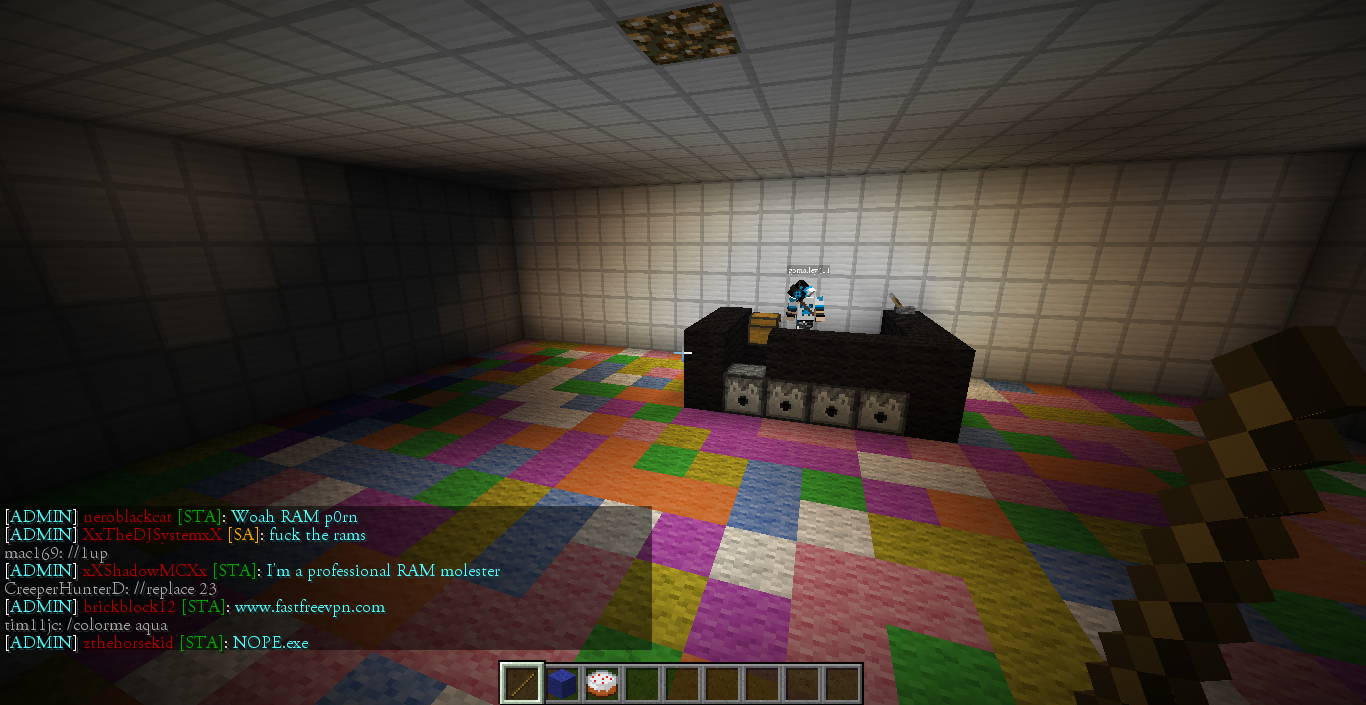 [ADMIN] neroblackcat [STA]: Woah RAM p0rn
[ADMIN] XxTheDJSystemxX [SA]: fuck the rams
mac169: //1up
[ADMIN] xXShadowMCXx [STA]: I'm a professional RAM molester
CreeperHunterD: //replace 23
[ADMIN] brickblock12 [STA]: www.fastfreevpn.com
tim11jc: /colorme aqua
[ADMIN] zthehorsekid [STA]: NOPE.exe